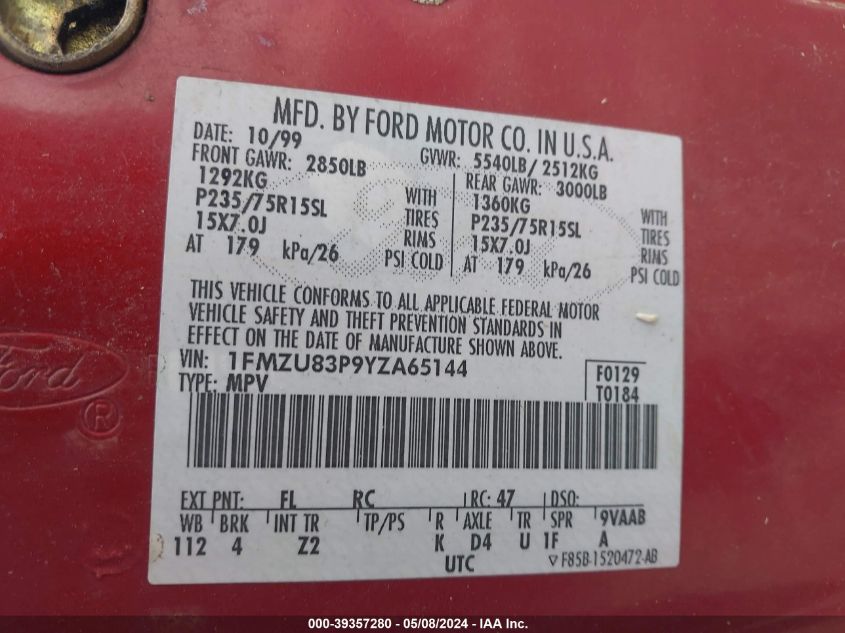 MFD. BY FORD MOTOR CO. IN U.S.A.
DATE: 10/99 GVWR: 5540LB/ 2512KG
FRONT GAWR: 2850LB REAR GAWR: 3000LB
1292KG WITH 1360KG WITH
P235/75R15SL TIRES P235/75R15SL TIRES
15X7.0J RIMS 15X7.0J RIMS
AT 179 kPa/26 PSI COLD AT 179 kPa/26 PSI COLD
THIS VEHICLE CONFORMS TO ALL APPLICABLE FEDERAL MOTOR
VEHICLE SAFETY AND THEFT PREVENTION STANDARDS IN
EFFECT ON THE DATE OF MANUFACTURE SHOWN ABOVE.
VIN: 1FMZU83P9YZA65144
TYPE: MPV
F0129
T0184
EXT PNT: FL RC RC: 47 DSO:
WB BRK INT TR TP/PS R AXLE TR SPR 9VAAB
112 4 Z2 K D4 U 1F A
UTC
F85B-1520472-AB
Ford
®
000-39357280 - 05/08/2024 - IAA Inc.